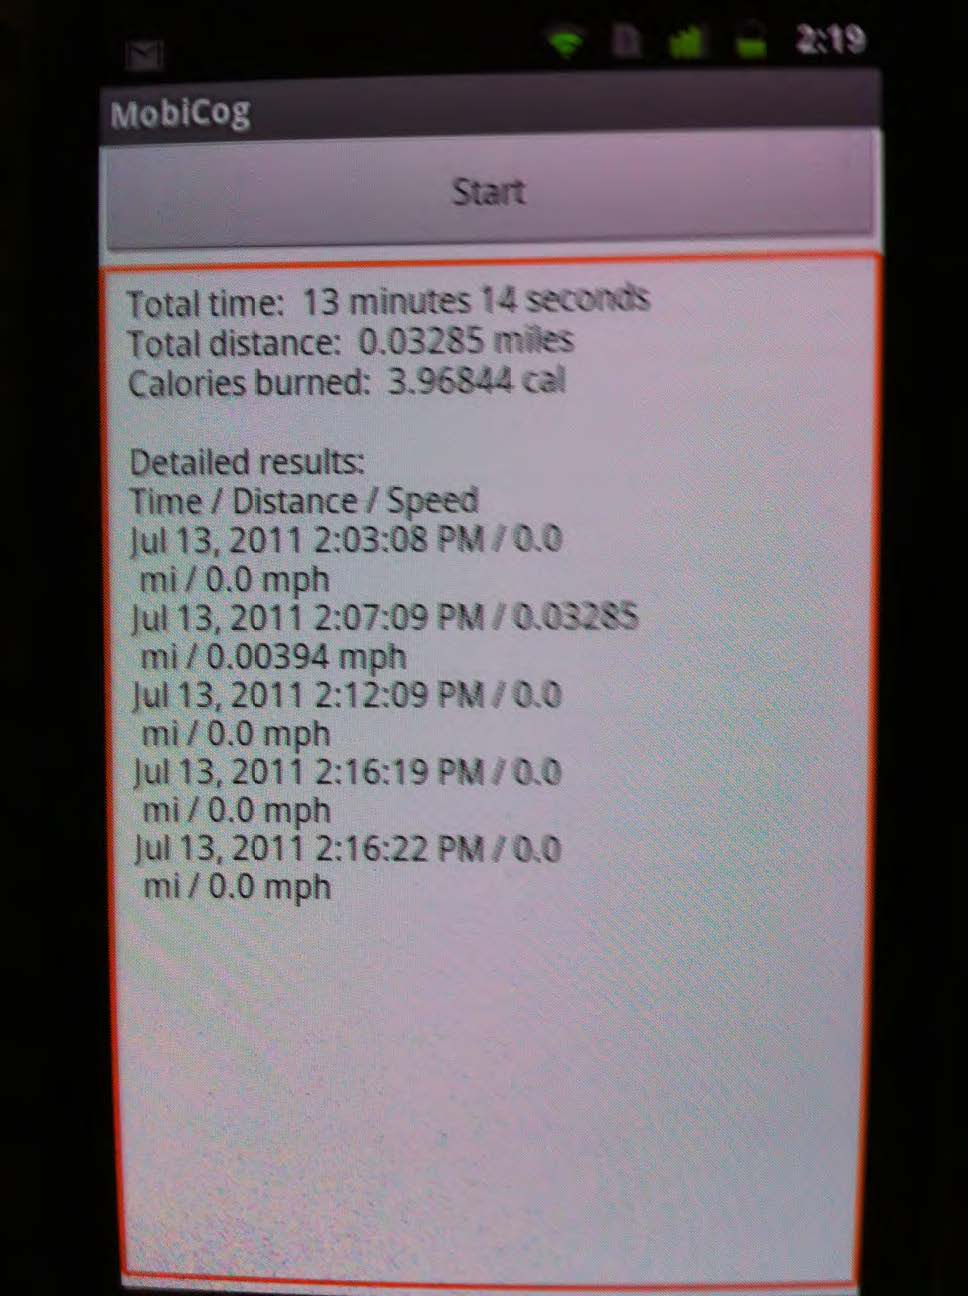 2:19
MobiCog
Start
Total time: 13 minutes 14 seconds
Total distance: 0.03285 miles
Calories burned: 3.96844 cal
Detailed results:
Time / Distance / Speed
Jul 13, 2011 2:03:08 PM / 0.0
mi / 0.0 mph
Jul 13, 2011 2:07:09 PM / 0.03285
mi / 0.00394 mph
Jul 13, 2011 2:12:09 PM / 0.0
mi / 0.0 mph
Jul 13, 2011 2:16:19 PM / 0.0
mi / 0.0 mph
Jul 13, 2011 2:16:22 PM / 0.0
mi / 0.0 mph